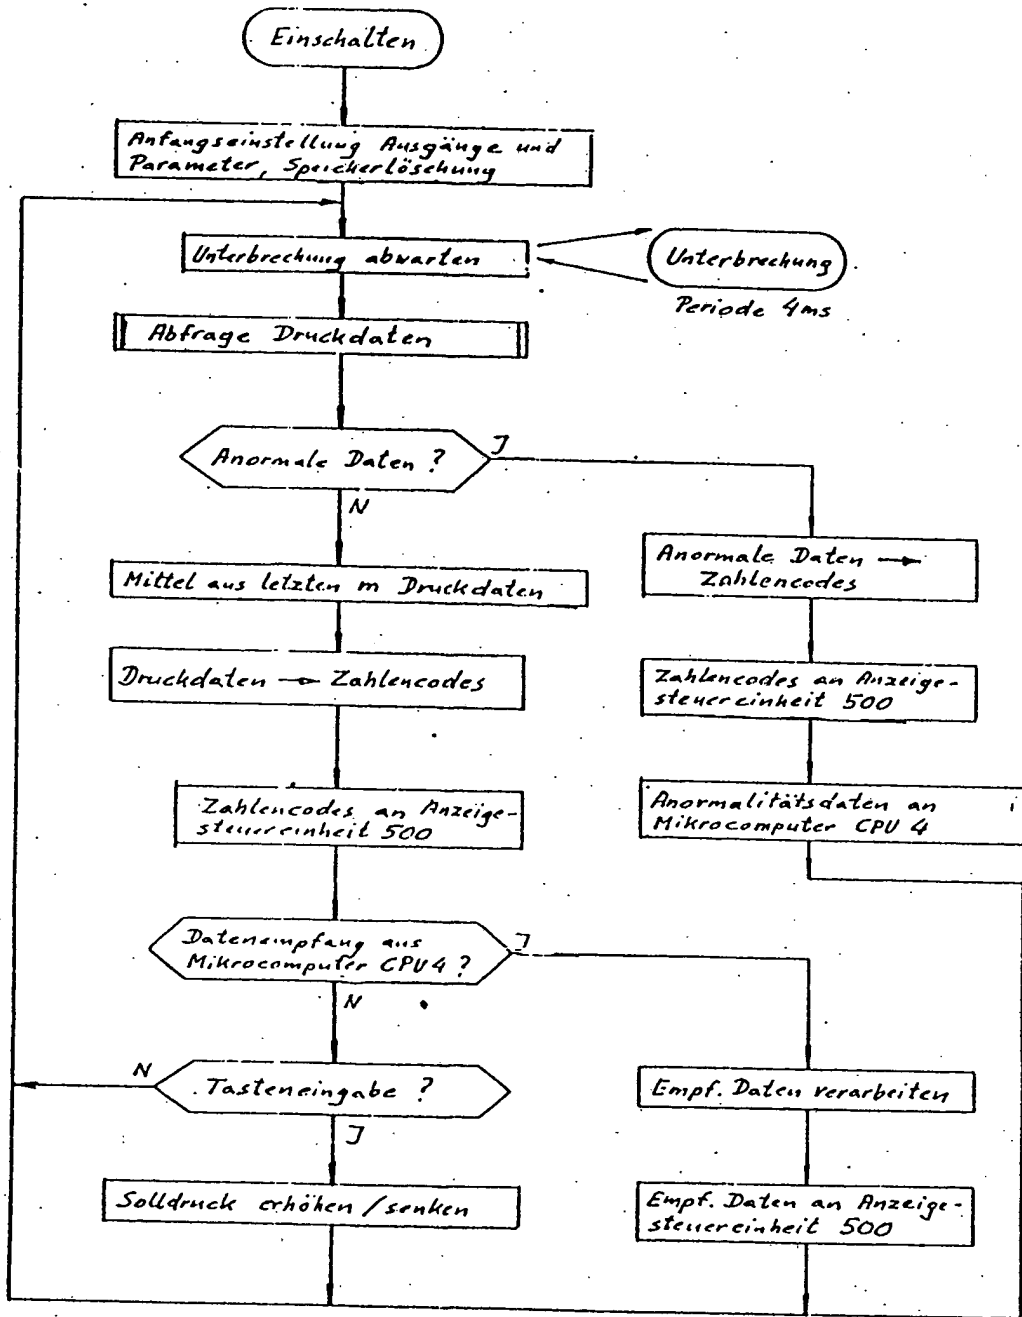 Einschalten
Anfangseinstellung Ausgänge und
Parameter, Speicherlöschung
Unterbrechung abwarten
Unterbrechung
Periode 4ms
Abfrage Druckdaten
Anormale Daten ?
J
N
Anormale Daten →
Zahlencodes
Mittel aus letzten m Druckdaten
Druckdaten → Zahlencodes
Zahlencodes an Anzeige-
steuereinheit 500
Zahlencodes an Anzeige-
steuereinheit 500
Anormalitätsdaten an
Mikrocomputer CPU 4
Datenempfang aus
Mikrocomputer CPU 4 ?
J
N
N
Tasteneingabe ?
J
Empf. Daten verarbeiten
Solldruck erhöhen / senken
Empf. Daten an Anzeige-
steuereinheit 500